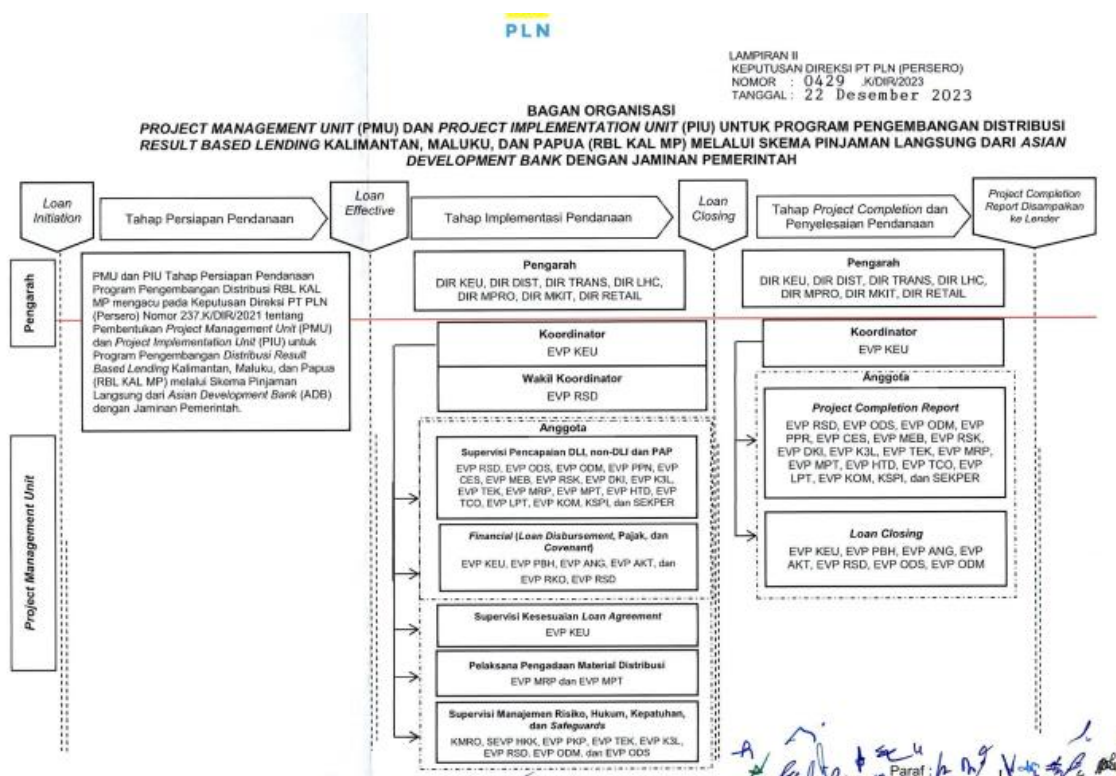 PLN
LAMPIRAN II
KEPUTUSAN DIREKSI PT PLN (PERSERO)
NOMOR : 0429 .K/DIR/2023
TANGGAL : 22 Desember 2023
BAGAN ORGANISASI
PROJECT MANAGEMENT UNIT (PMU) DAN PROJECT IMPLEMENTATION UNIT (PIU) UNTUK PROGRAM PENGEMBANGAN DISTRIBUSI
RESULT BASED LENDING KALIMANTAN, MALUKU, DAN PAPUA (RBL KAL MP) MELALUI SKEMA PINJAMAN LANGSUNG DARI ASIAN
DEVELOPMENT BANK DENGAN JAMINAN PEMERINTAH
Loan
Initiation
Tahap Persiapan Pendanaan
Loan
Effective
Tahap Implementasi Pendanaan
Loan
Closing
Tahap Project Completion dan
Penyelesaian Pendanaan
Project Completion
Report Disampaikan
ke Lender
Pengarah
PMU dan PIU Tahap Persiapan Pendanaan
Program Pengembangan Distribusi RBL KAL
MP mengacu pada Keputusan Direksi PT PLN
(Persero) Nomor 237.K/DIR/2021 tentang
Pembentukan Project Management Unit (PMU)
dan Project Implementation Unit (PIU) untuk
Program Pengembangan Distribusi Result
Based Lending Kalimantan, Maluku, dan Papua
(RBL KAL MP) melalui Skema Pinjaman
Langsung dari Asian Development Bank (ADB)
dengan Jaminan Pemerintah.
Pengarah
DIR KEU, DIR DIST, DIR TRANS, DIR LHC,
DIR MPRO, DIR MKIT, DIR RETAIL
Pengarah
DIR KEU, DIR DIST, DIR TRANS, DIR LHC,
DIR MPRO, DIR MKIT, DIR RETAIL
Project Management Unit
Koordinator
EVP KEU
Wakil Koordinator
EVP RSD
Anggota
Supervisi Pencapaian DLI, non-DLI dan PAP
EVP RSD, EVP ODS, EVP ODM, EVP PPN, EVP
CES, EVP MEB, EVP RSK, EVP DKI, EVP K3L,
EVP TEK, EVP MRP, EVP MPT, EVP HTD, EVP
TCO, EVP LPT, EVP KOM, KSPI, dan SEKPER
Financial (Loan Disbursement, Pajak, dan
Covenant)
EVP KEU, EVP PBH, EVP ANG, EVP AKT, dan
EVP RKO, EVP RSD
Supervisi Kesesuaian Loan Agreement
EVP KEU
Pelaksana Pengadaan Material Distribusi
EVP MRP dan EVP MPT
Supervisi Manajemen Risiko, Hukum, Kepatuhan,
dan Safeguards
KMRO, SEVP HKK, EVP PKP, EVP TEK, EVP K3L,
EVP RSD, EVP ODM, dan EVP ODS
Koordinator
EVP KEU
Anggota
Project Completion Report
EVP RSD, EVP ODS, EVP ODM, EVP
PPR, EVP CES, EVP MEB, EVP RSK,
EVP DKI, EVP K3L, EVP TEK, EVP MRP,
EVP MPT, EVP HTD, EVP TCO, EVP
LPT, EVP KOM, KSPI, dan SEKPER
Loan Closing
EVP KEU, EVP PBH, EVP ANG, EVP
AKT, EVP RSD, EVP ODS, EVP ODM
Paraf :